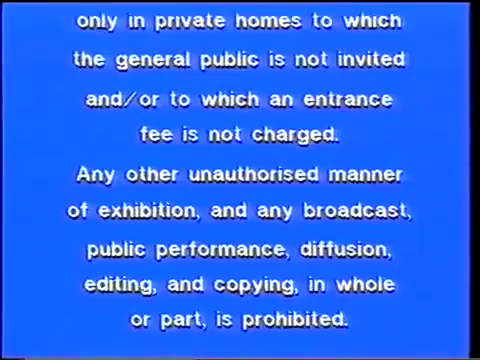 only in private homes to which
the general public is not invited
and/or to which an entrance
fee is not charged.
Any other unauthorised manner
of exhibition, and any broadcast,
public performance, diffusion,
editing, and copying, in whole
or part, is prohibited.